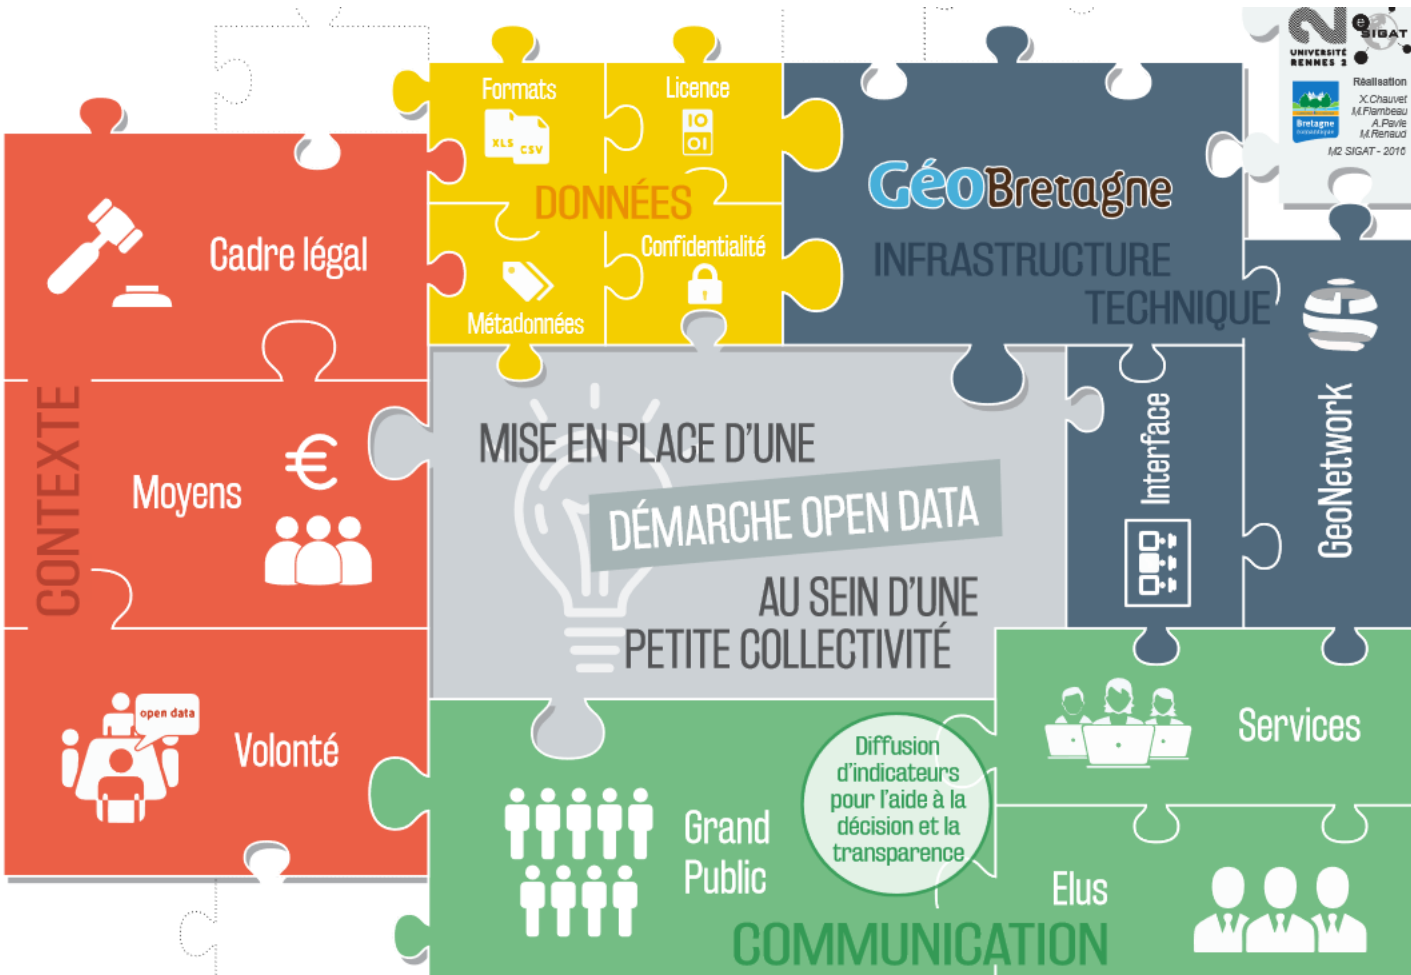 Formats
XLS
CSV
Licence
IO
OI
DONNÉES
Métadonnées
Confidentialité
GéoBretagne
INFRASTRUCTURE
TECHNIQUE
UNIVERSITÉ
RENNES 2
eSIGAT
Réalisation
X.Chauvet
M.Flambeau
A.Pavie
M.Renaud
M2 SIGAT - 2016
Bretagne
romantique
Cadre légal
CONTEXTE
Moyens
€
open data
Volonté
MISE EN PLACE D'UNE
DÉMARCHE OPEN DATA
AU SEIN D'UNE
PETITE COLLECTIVITÉ
Interface
GeoNetwork
Grand
Public
Diffusion
d'indicateurs
pour l'aide à la
décision et la
transparence
Services
Elus
COMMUNICATION